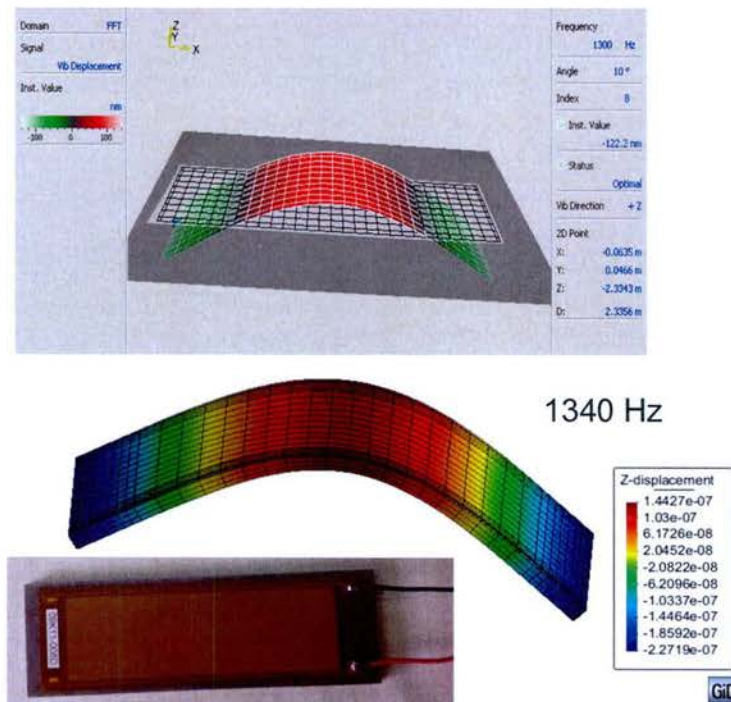 Domain FFT
Signal
Vib Displacement
Inst. Value
nm
-100 0 100
Z
Y
X
Frequency
1300 Hz
Angle 10 °
Index 8
Inst. Value
-122.2 nm
Status
Optimal
Vib Direction +Z
2D Point
X: -0.0635 m
Y: 0.0466 m
Z: -2.3343 m
D: 2.3356 m
1340 Hz
Z-displacement
1.4427e-07
1.03e-07
6.1726e-08
2.0452e-08
-2.0822e-08
-6.2096e-08
-1.0337e-07
-1.4464e-07
-1.8592e-07
-2.2719e-07